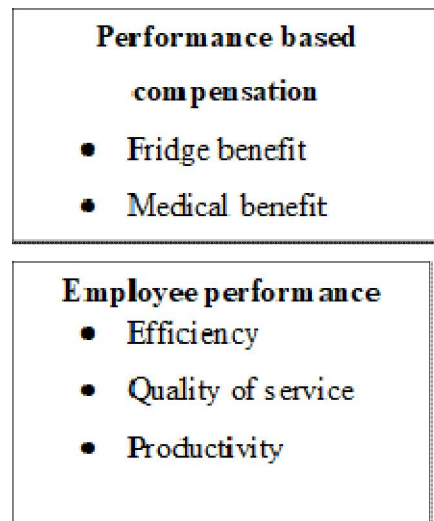 Performance based
compensation
• Fridge benefit
• Medical benefit
Employee performance
• Efficiency
• Quality of service
• Productivity